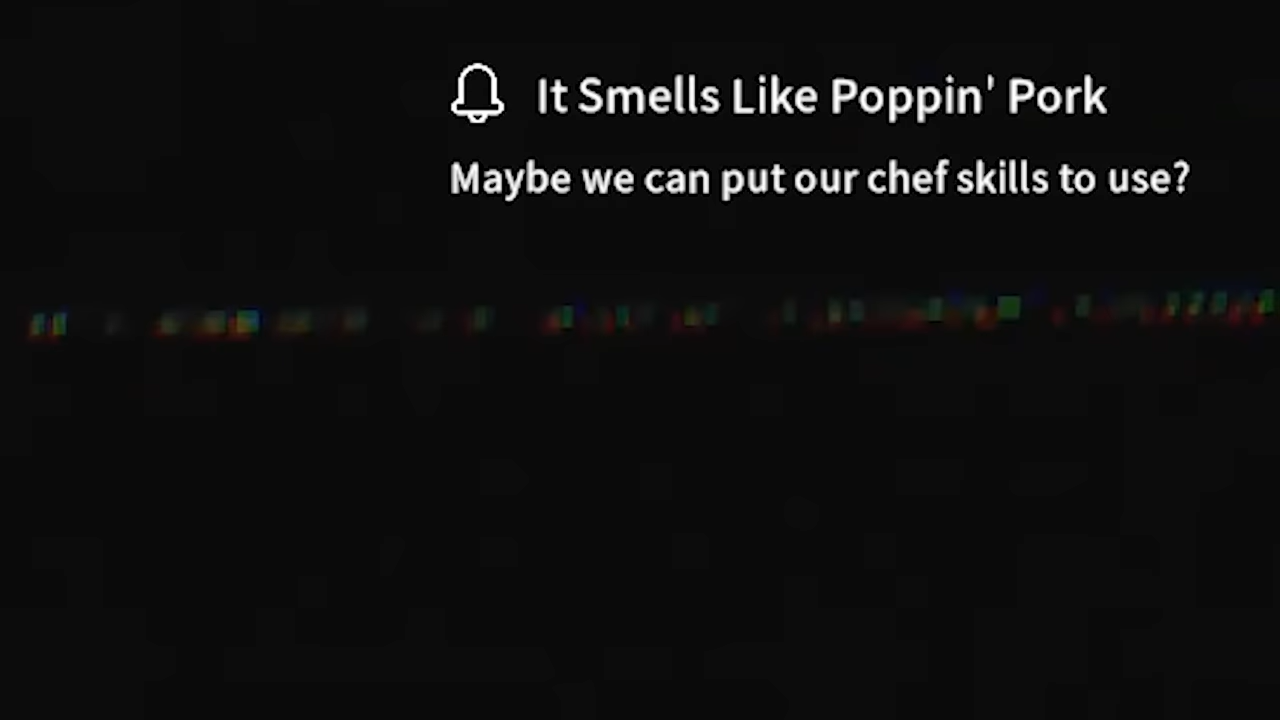 It Smells Like Poppin' Pork
Maybe we can put our chef skills to use?